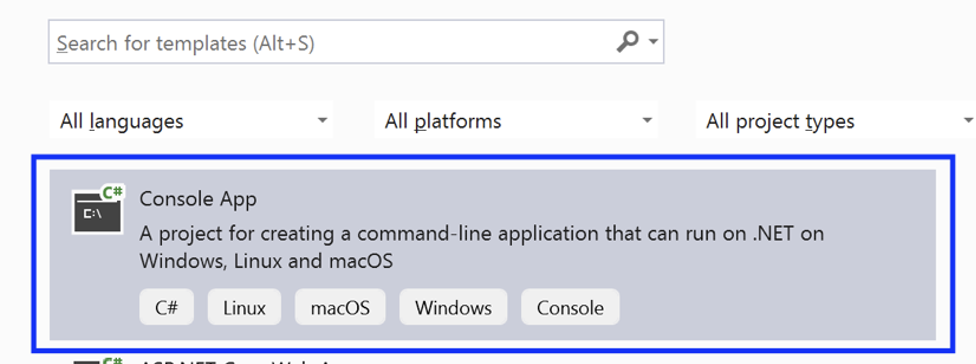 Search for templates (Alt+S)
All languages
All platforms
All project types
C#
C:\
Console App
A project for creating a command-line application that can run on .NET on
Windows, Linux and macOS
C#
Linux
macOS
Windows
Console
C#